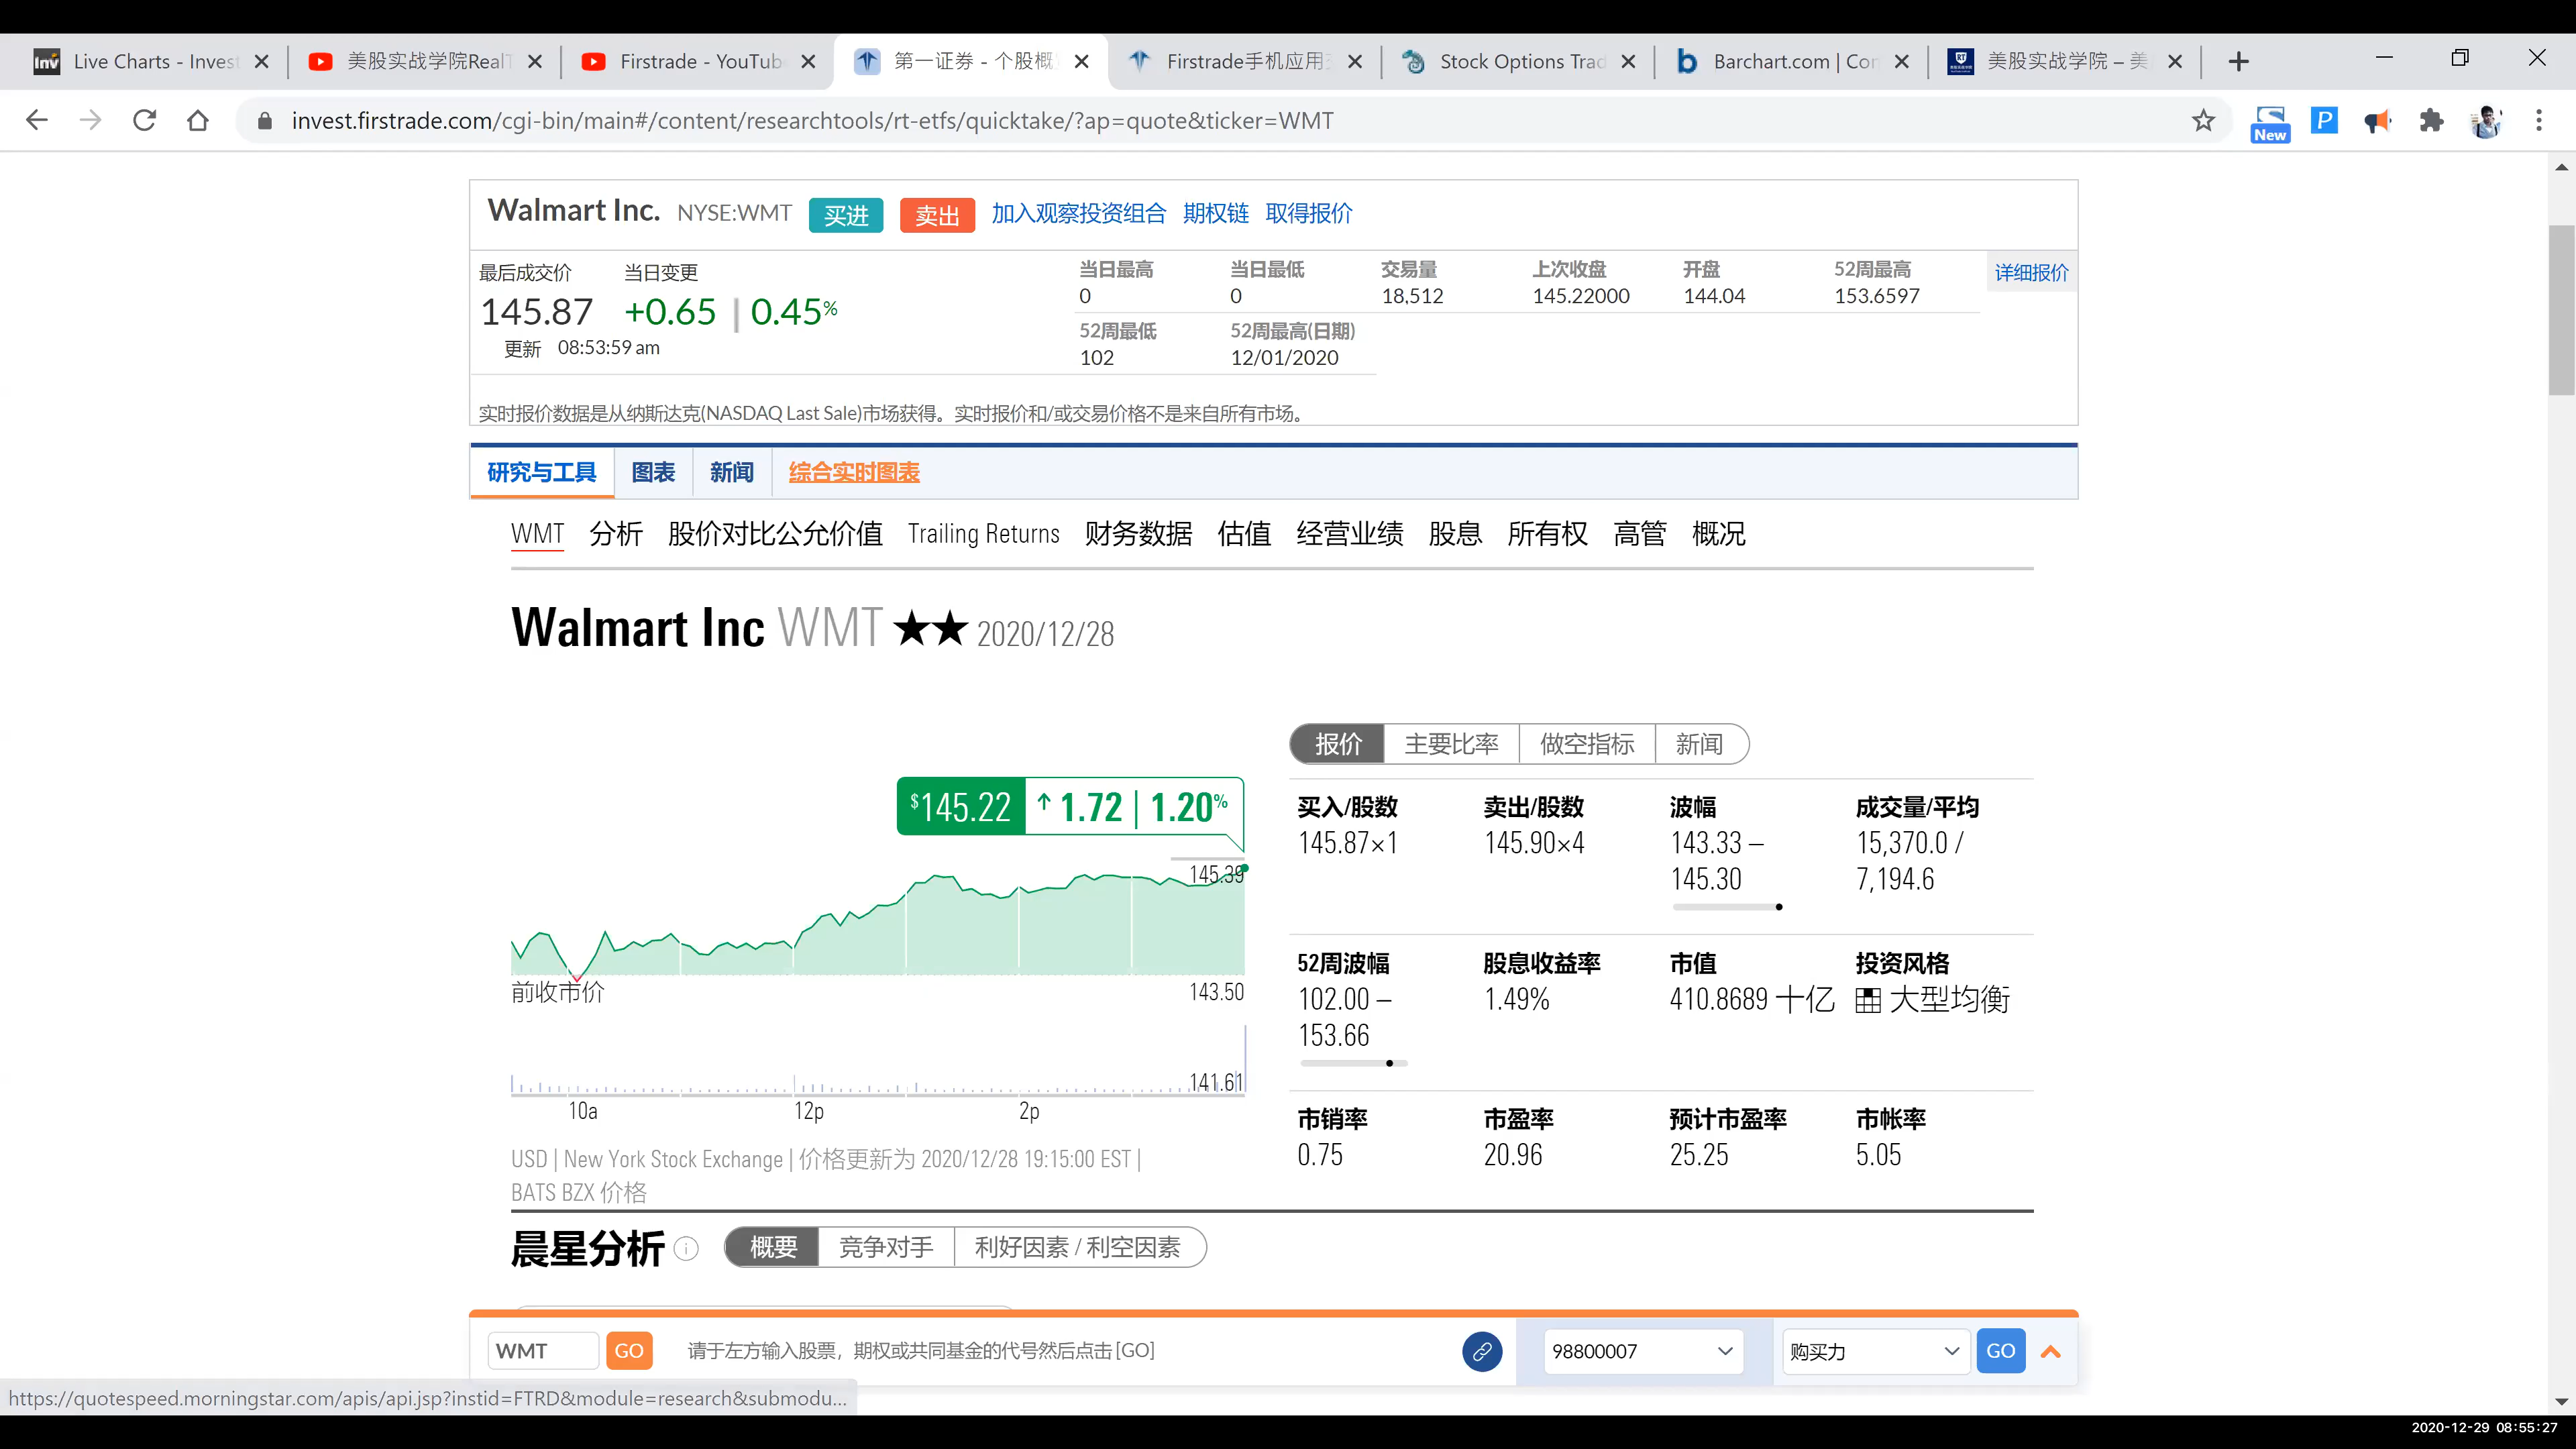 Live Charts - Invest
美股实战学院RealT
Firstrade - YouTub
第一证券 - 个股概
Firstrade手机应用
Stock Options Trad
Barchart.com | Co
美股实战学院 – 美
invest.firstrade.com/cgi-bin/main#/content/researchtools/rt-etfs/quicktake/?ap=quote&ticker=WMT
New
Walmart Inc. NYSE:WMT 买进 卖出 加入观察投资组合 期权链 取得报价
最后成交价 当日变更
145.87 +0.65 | 0.45%
更新 08:53:59 am
当日最高 当日最低 交易量 上次收盘 开盘 52周最高
0 0 18,512 145.22000 144.04 153.6597
52周最低 52周最高(日期)
102 12/01/2020
详细报价
实时报价数据是从纳斯达克(NASDAQ Last Sale)市场获得。实时报价和/或交易价格不是来自所有市场。
研究与工具 图表 新闻 综合实时图表
WMT 分析 股价对比公允价值 Trailing Returns 财务数据 估值 经营业绩 股息 所有权 高管 概况
Walmart Inc WMT ★★ 2020/12/28
$145.22 ↑ 1.72 | 1.20%
145.39
前收市价 143.50
141.61
10a 12p 2p
USD | New York Stock Exchange | 价格更新为 2020/12/28 19:15:00 EST |
BATS BZX 价格
报价 主要比率 做空指标 新闻
买入/股数 卖出/股数 波幅 成交量/平均
145.87×1 145.90×4 143.33 – 15,370.0 /
145.30 7,194.6
52周波幅 股息收益率 市值 投资风格
102.00 – 1.49% 410.8689 十亿 大型均衡
153.66
市销率 市盈率 预计市盈率 市帐率
0.75 20.96 25.25 5.05
晨星分析 概要 竞争对手 利好因素 / 利空因素
WMT GO 请于左方输入股票，期权或共同基金的代号然后点击[GO] 98800007 购买力 GO
https://quotespeed.morningstar.com/apis/api.jsp?instid=FTRD&module=research&submodu...
2020-12-29 08:55:27